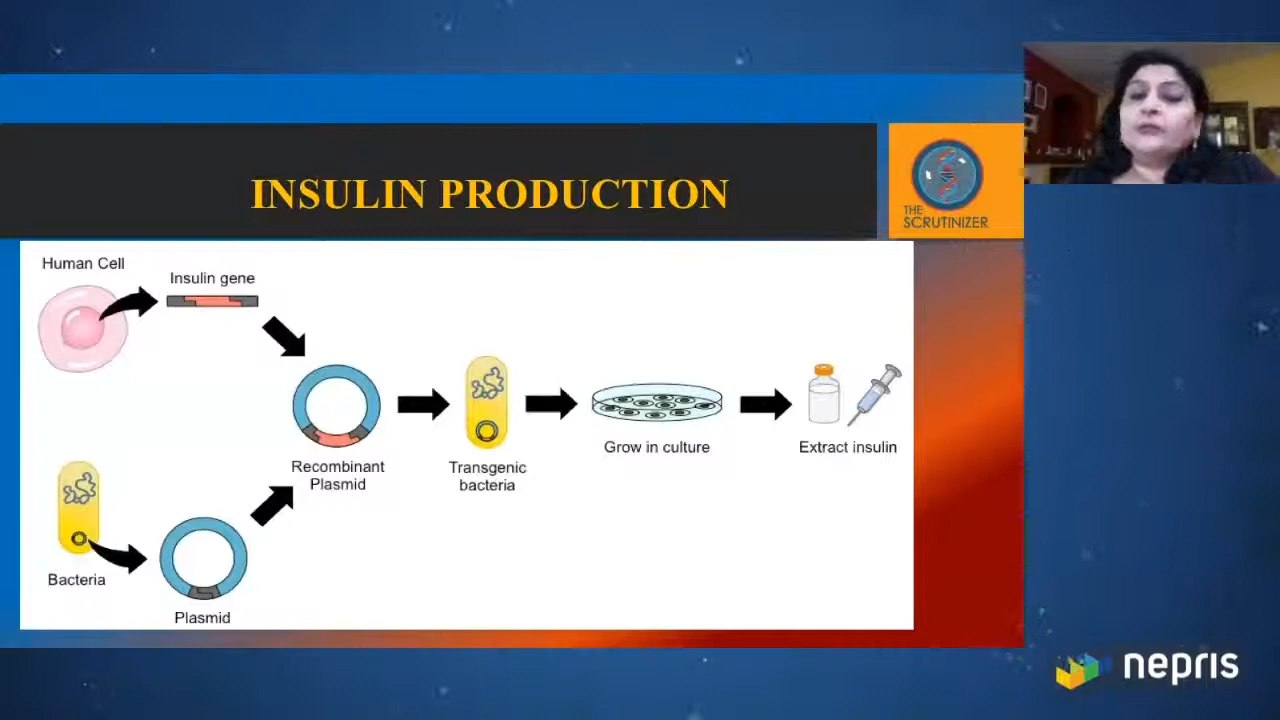 INSULIN PRODUCTION
THE
SCRUTINIZER
Human Cell
Insulin gene
Recombinant
Plasmid
Transgenic
bacteria
Grow in culture
Extract insulin
Bacteria
Plasmid
nepris